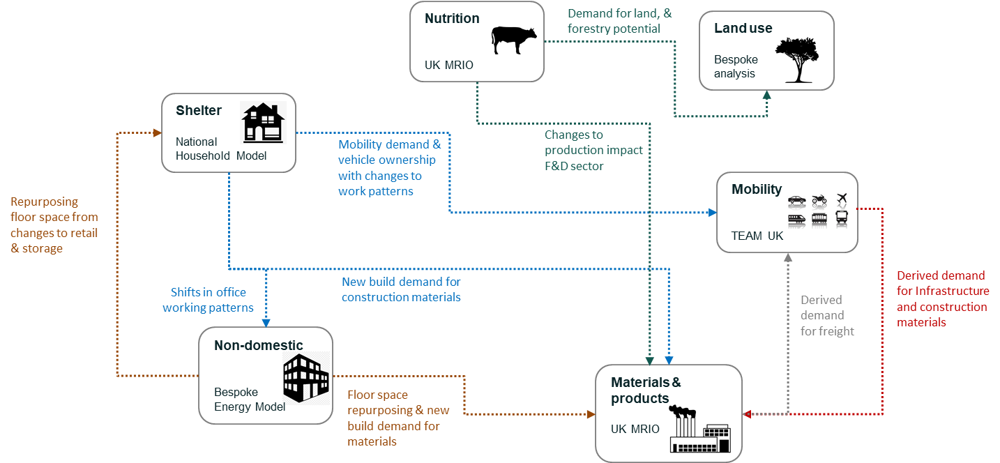 Nutrition
UK MRIO
Demand for land, &
forestry potential
Land use
Bespoke
analysis
Shelter
National
Household Model
Mobility demand &
vehicle ownership
with changes to
work patterns
Changes to
production impact
F&D sector
Mobility
TEAM UK
Repurposing
floor space from
changes to retail
& storage
Shifts in office
working patterns
New build demand for
construction materials
Derived
demand
for freight
Derived demand
for Infrastructure
and construction
materials
Non-domestic
Bespoke
Energy Model
Floor space
repurposing & new
build demand for
materials
Materials &
products
UK MRIO